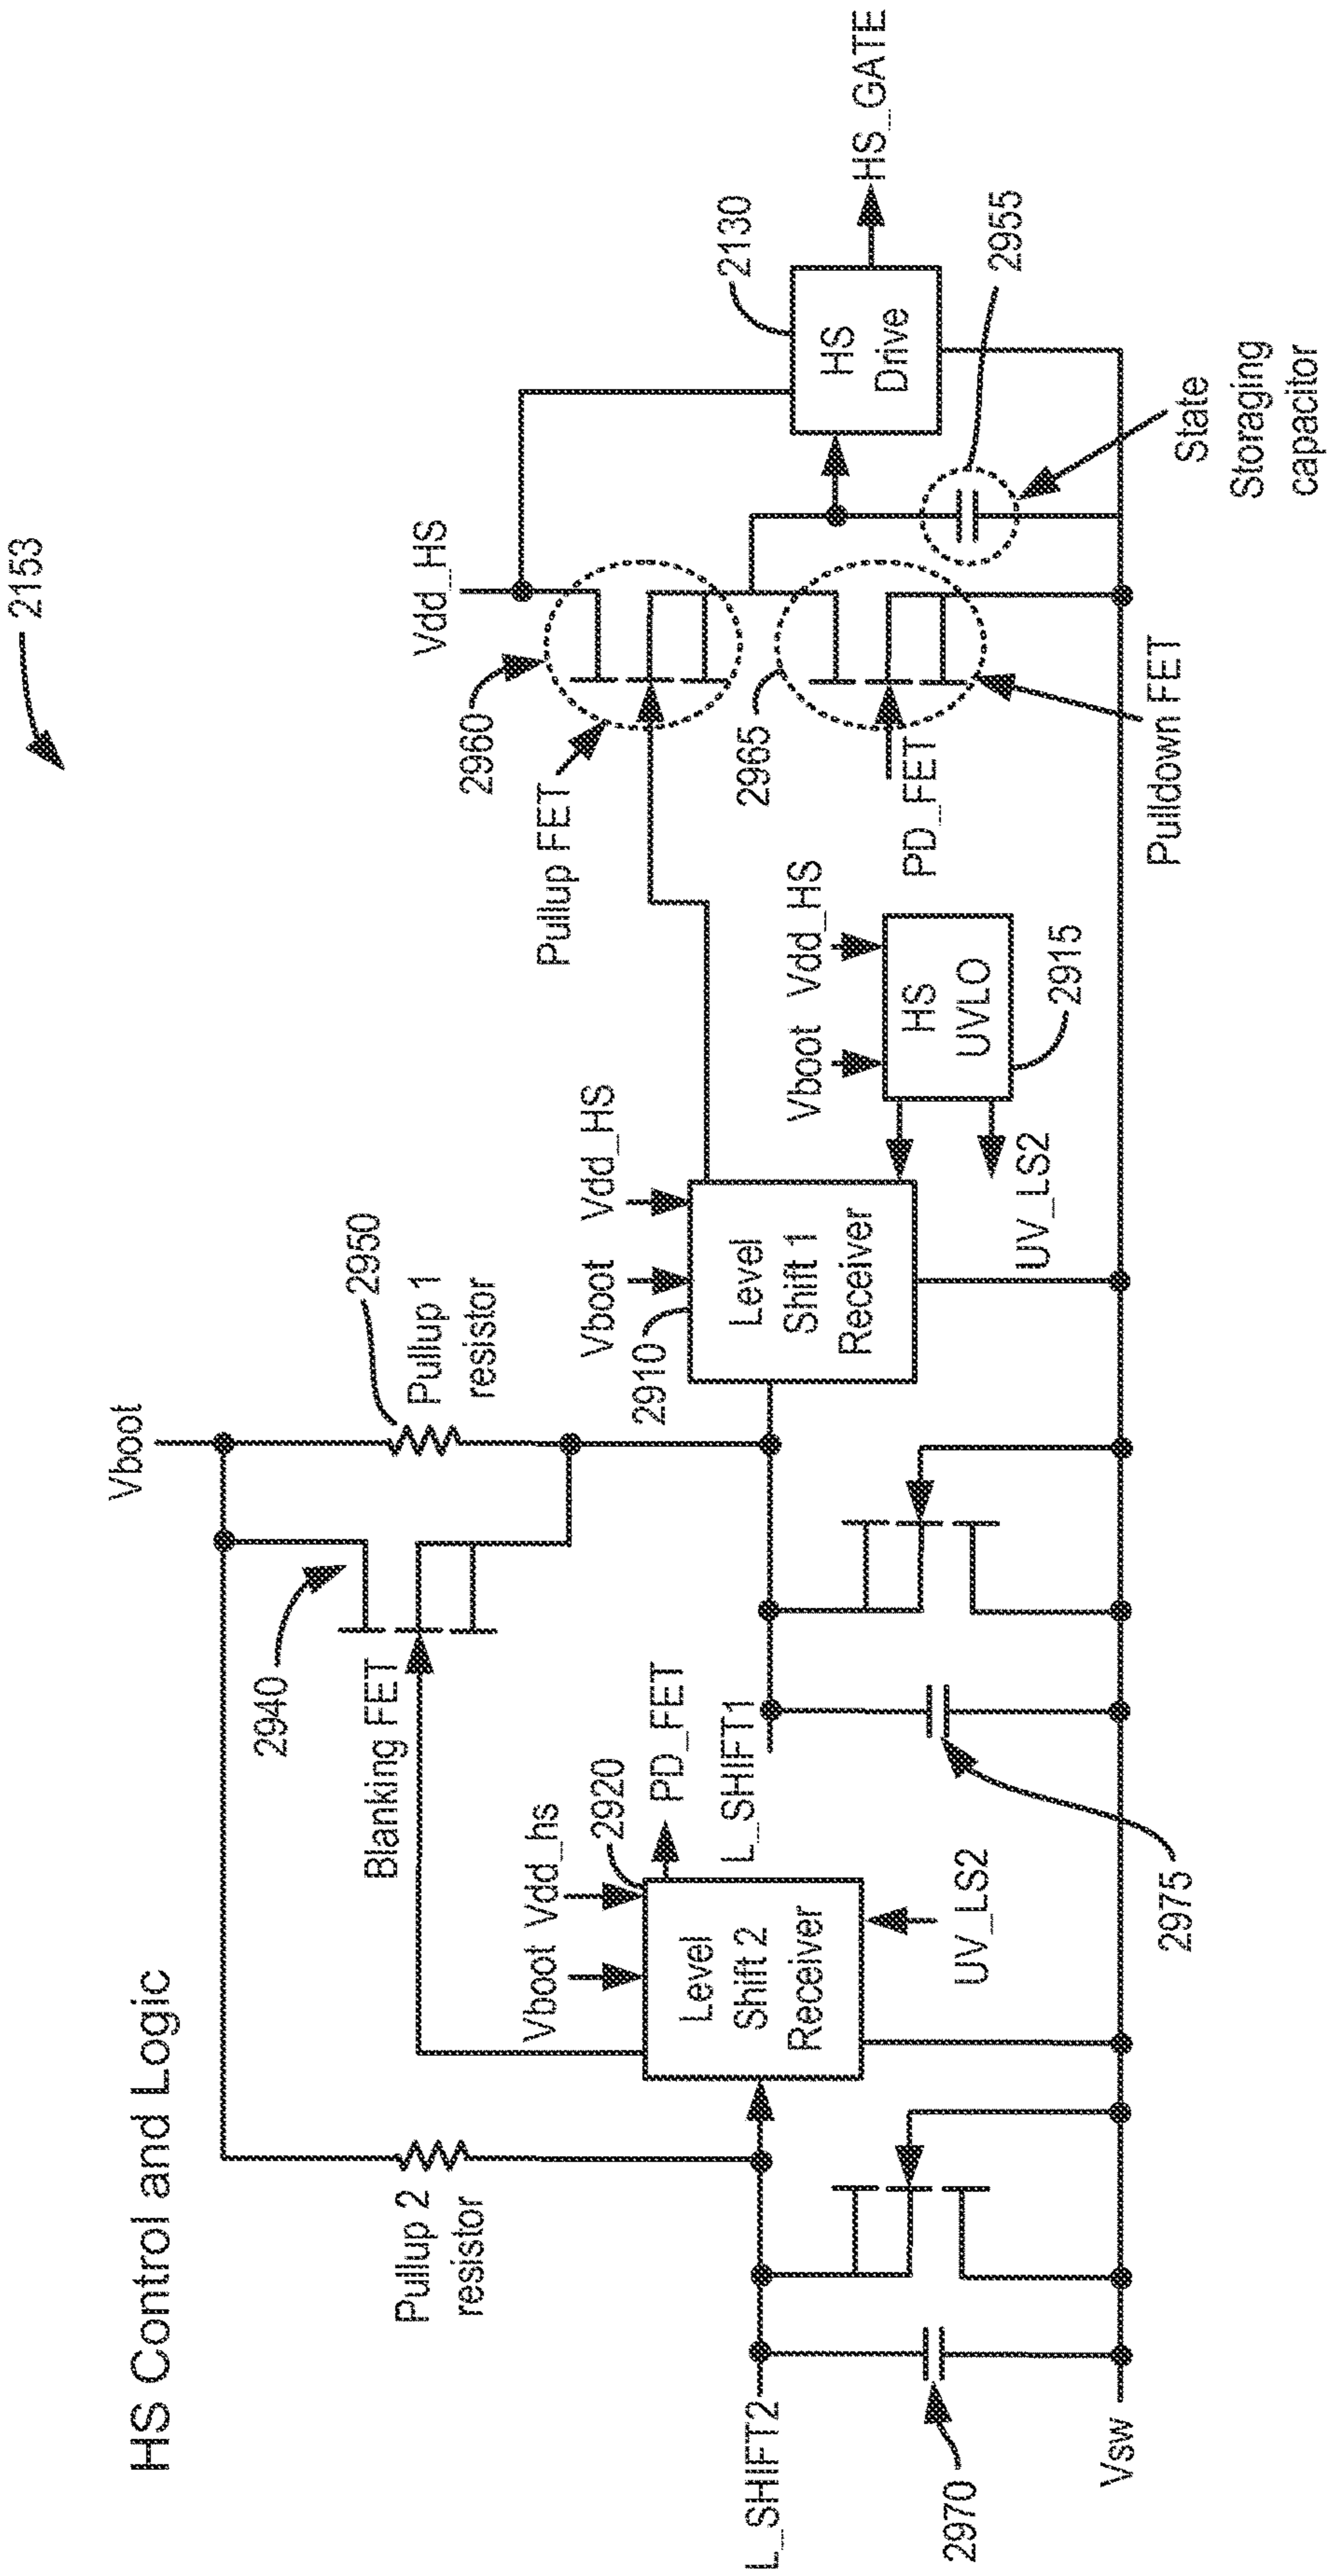 2153
HS Control and Logic
Vboot
2940
2950
Pullup 1
resistor
Blanking FET
Pullup 2
resistor
Vdd_HS
2960
Pullup FET
2130
HS
Drive
HS_GATE
2965
PD_FET
Pulldown FET
2955
State
Storaging
capacitor
Vboot
Vdd_hs
2920
PD_FET
Level
Shift 2
Receiver
UV_LS2
L_SHIFT1
Vboot
Vdd_HS
2910
Level
Shift 1
Receiver
Vboot
Vdd_HS
HS
UVLO
2915
UV_LS2
L_SHIFT2
2970
2975
Vsw